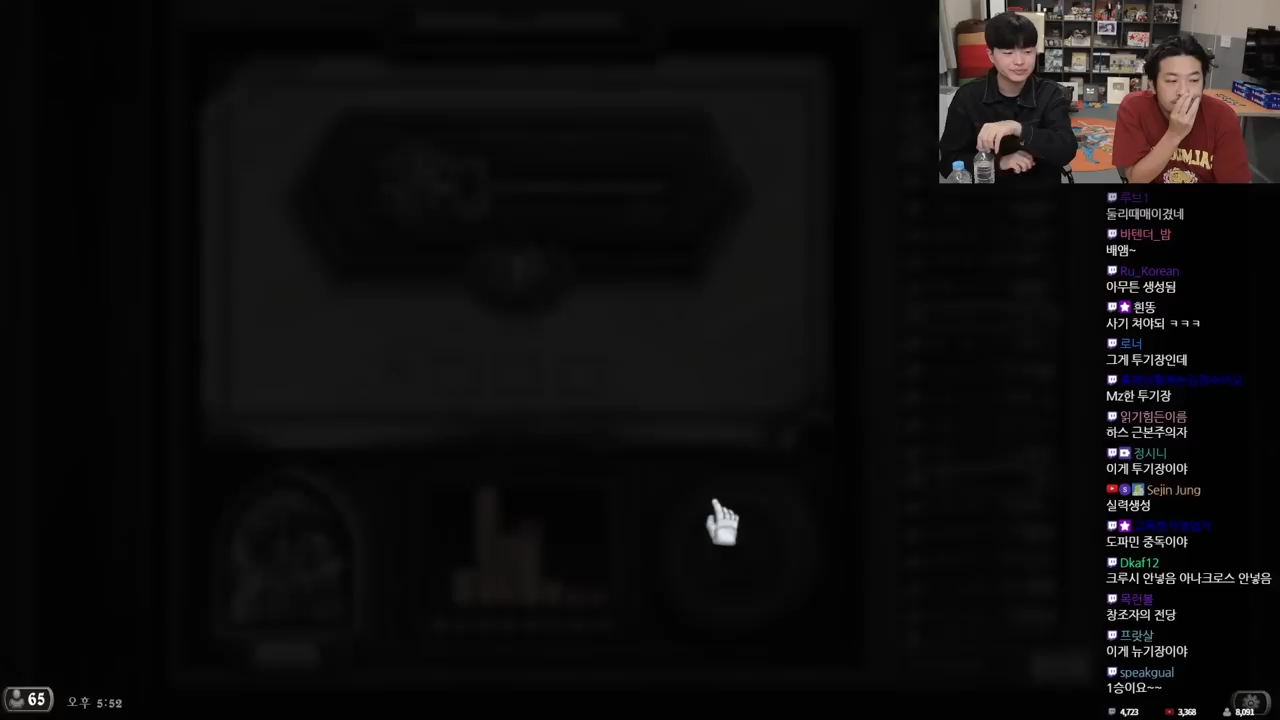 루브1
둘리때매이겼네
바텐더_밥
배앰~
Ru_Korean
아무튼 생성됨
흰똥
사기 쳐야되 ㅋㅋㅋ
로너
그게 투기장인데
Mz한 투기장
읽기힘든이름
하스 근본주의자
정시니
이게 투기장이야
Sejin Jung
실력생성
도파민 중독이야
Dkaf12
크루시 안넣음 아나크로스 안넣음
목련볼
창조자의 전당
프랏살
이게 뉴기장이야
speakgual
1승이요~~
65
오후 5:52
4,723
3,368
8,091